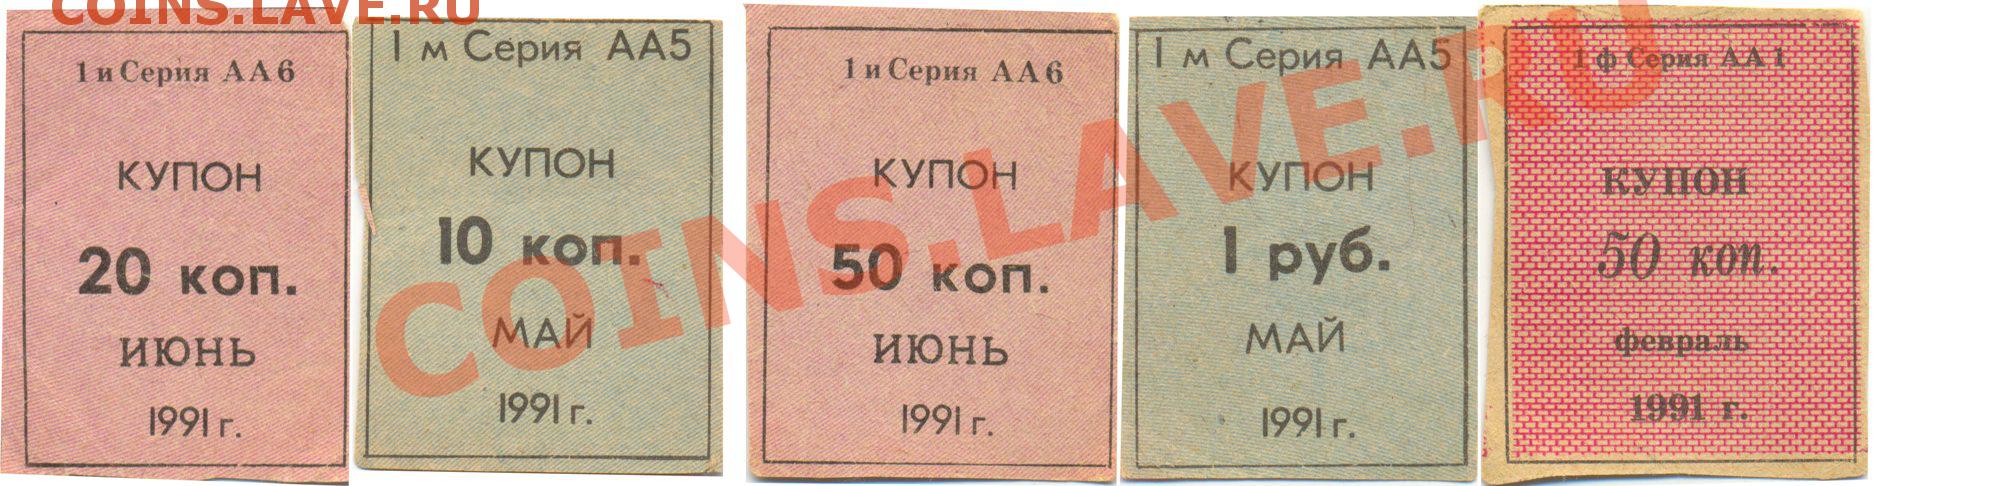 COINS.LAVE.RU
1 и Серия АА6
КУПОН
20 коп.
ИЮНЬ
1991 г.
1 м Серия АА5
КУПОН
10 коп.
МАЙ
1991 г.
1 и Серия АА6
КУПОН
50 коп.
ИЮНЬ
1991 г.
1 м Серия АА5
КУПОН
1 руб.
МАЙ
1991 г.
1 ф Серия АА1
КУПОН
50 коп.
февраль
1991 г.
COINS.LAVE.RU